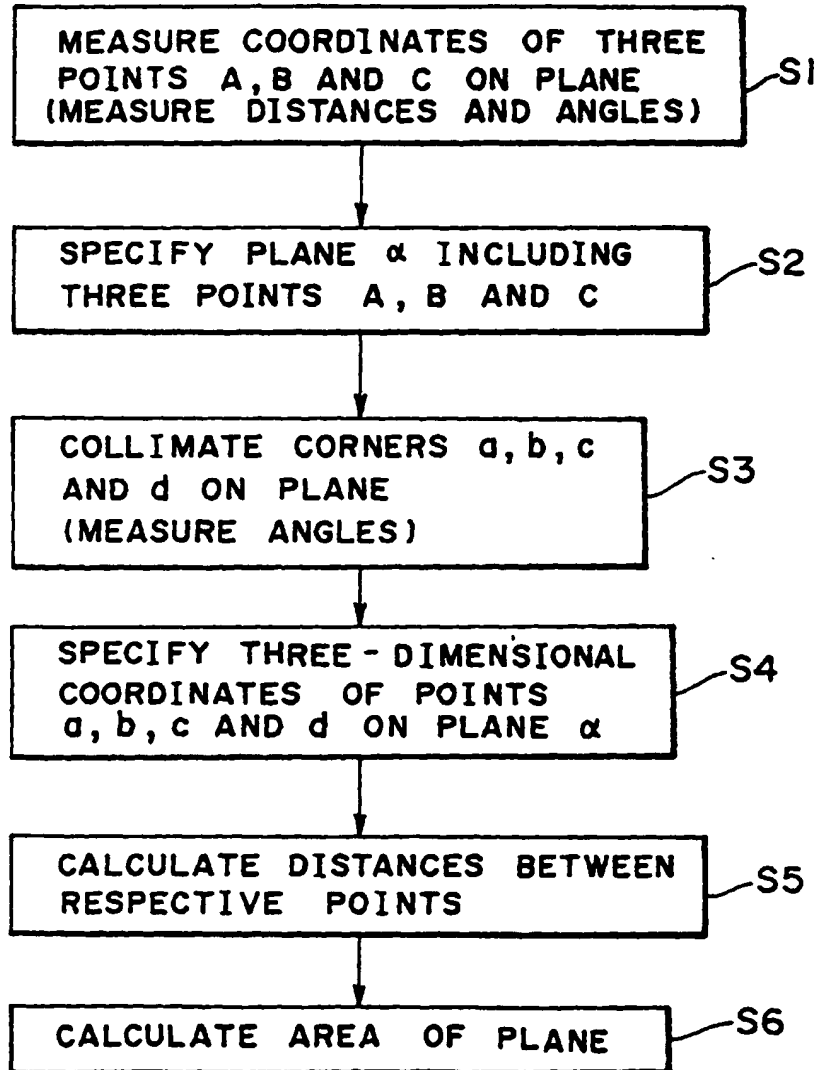 MEASURE COORDINATES OF THREE
POINTS A, B AND C ON PLANE
(MEASURE DISTANCES AND ANGLES)
S1
SPECIFY PLANE α INCLUDING
THREE POINTS A, B AND C
S2
COLLIMATE CORNERS a, b, c
AND d ON PLANE
(MEASURE ANGLES)
S3
SPECIFY THREE-DIMENSIONAL
COORDINATES OF POINTS
a, b, c AND d ON PLANE α
S4
CALCULATE DISTANCES BETWEEN
RESPECTIVE POINTS
S5
CALCULATE AREA OF PLANE
S6